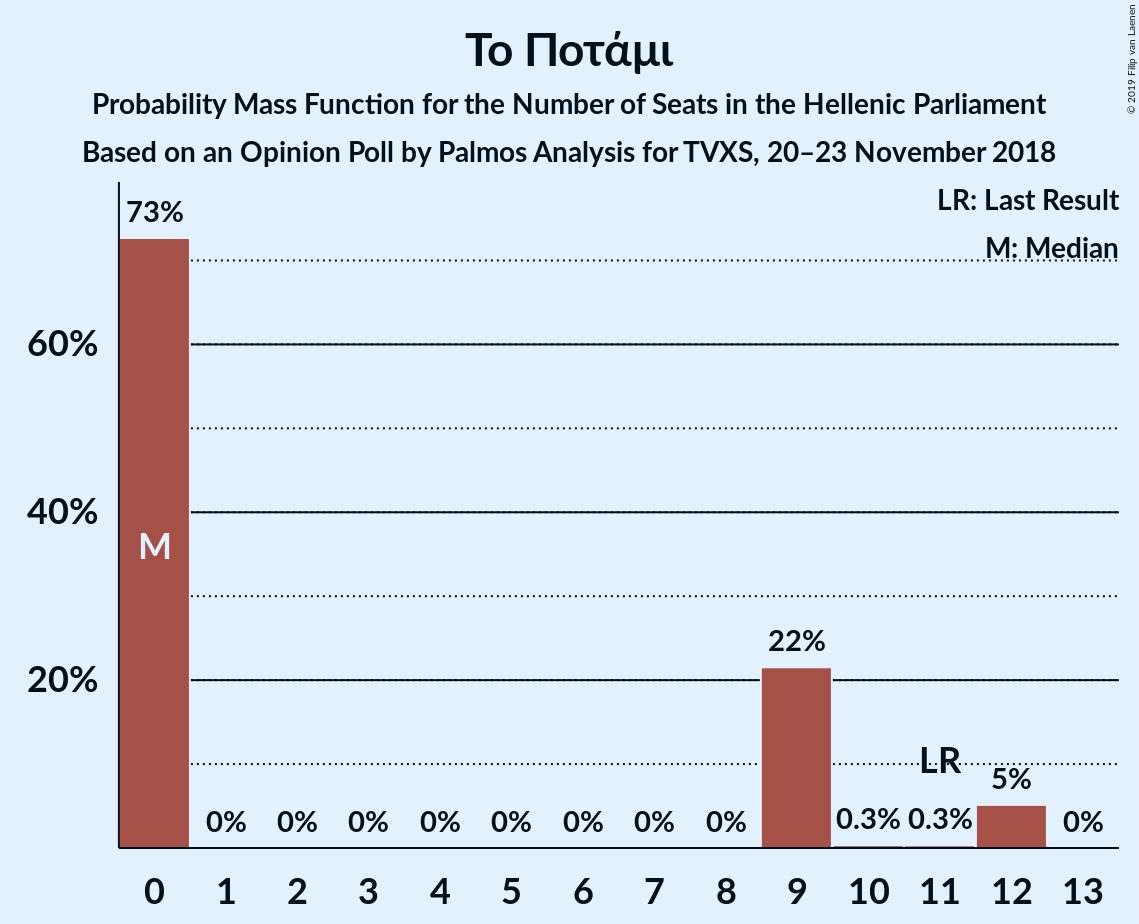 Το Ποτάμι
Probability Mass Function for the Number of Seats in the Hellenic Parliament
Based on an Opinion Poll by Palmos Analysis for TVXS, 20–23 November 2018
© 2019 Filip van Laenen
LR: Last Result
M: Median
73%
60%
40%
20%
M
0% 0% 0% 0% 0% 0% 0% 0% 22% 0.3% 0.3% 5% 0%
LR
0 1 2 3 4 5 6 7 8 9 10 11 12 13